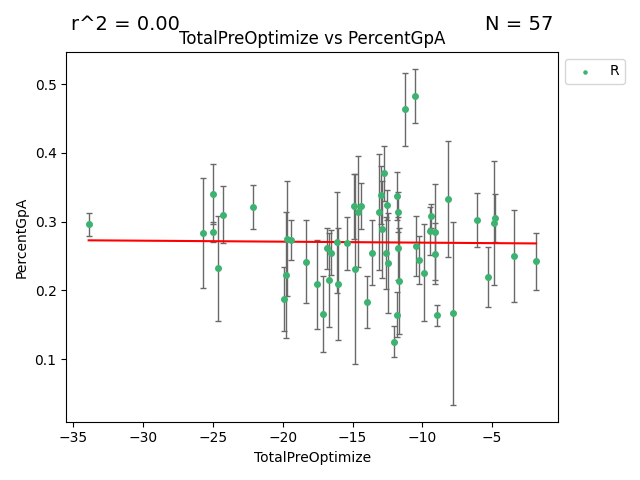 r^2 = 0.00
N = 57
TotalPreOptimize vs PercentGpA
R
0.5
0.4
0.3
0.2
0.1
PercentGpA
−35
−30
−25
−20
−15
−10
−5
TotalPreOptimize